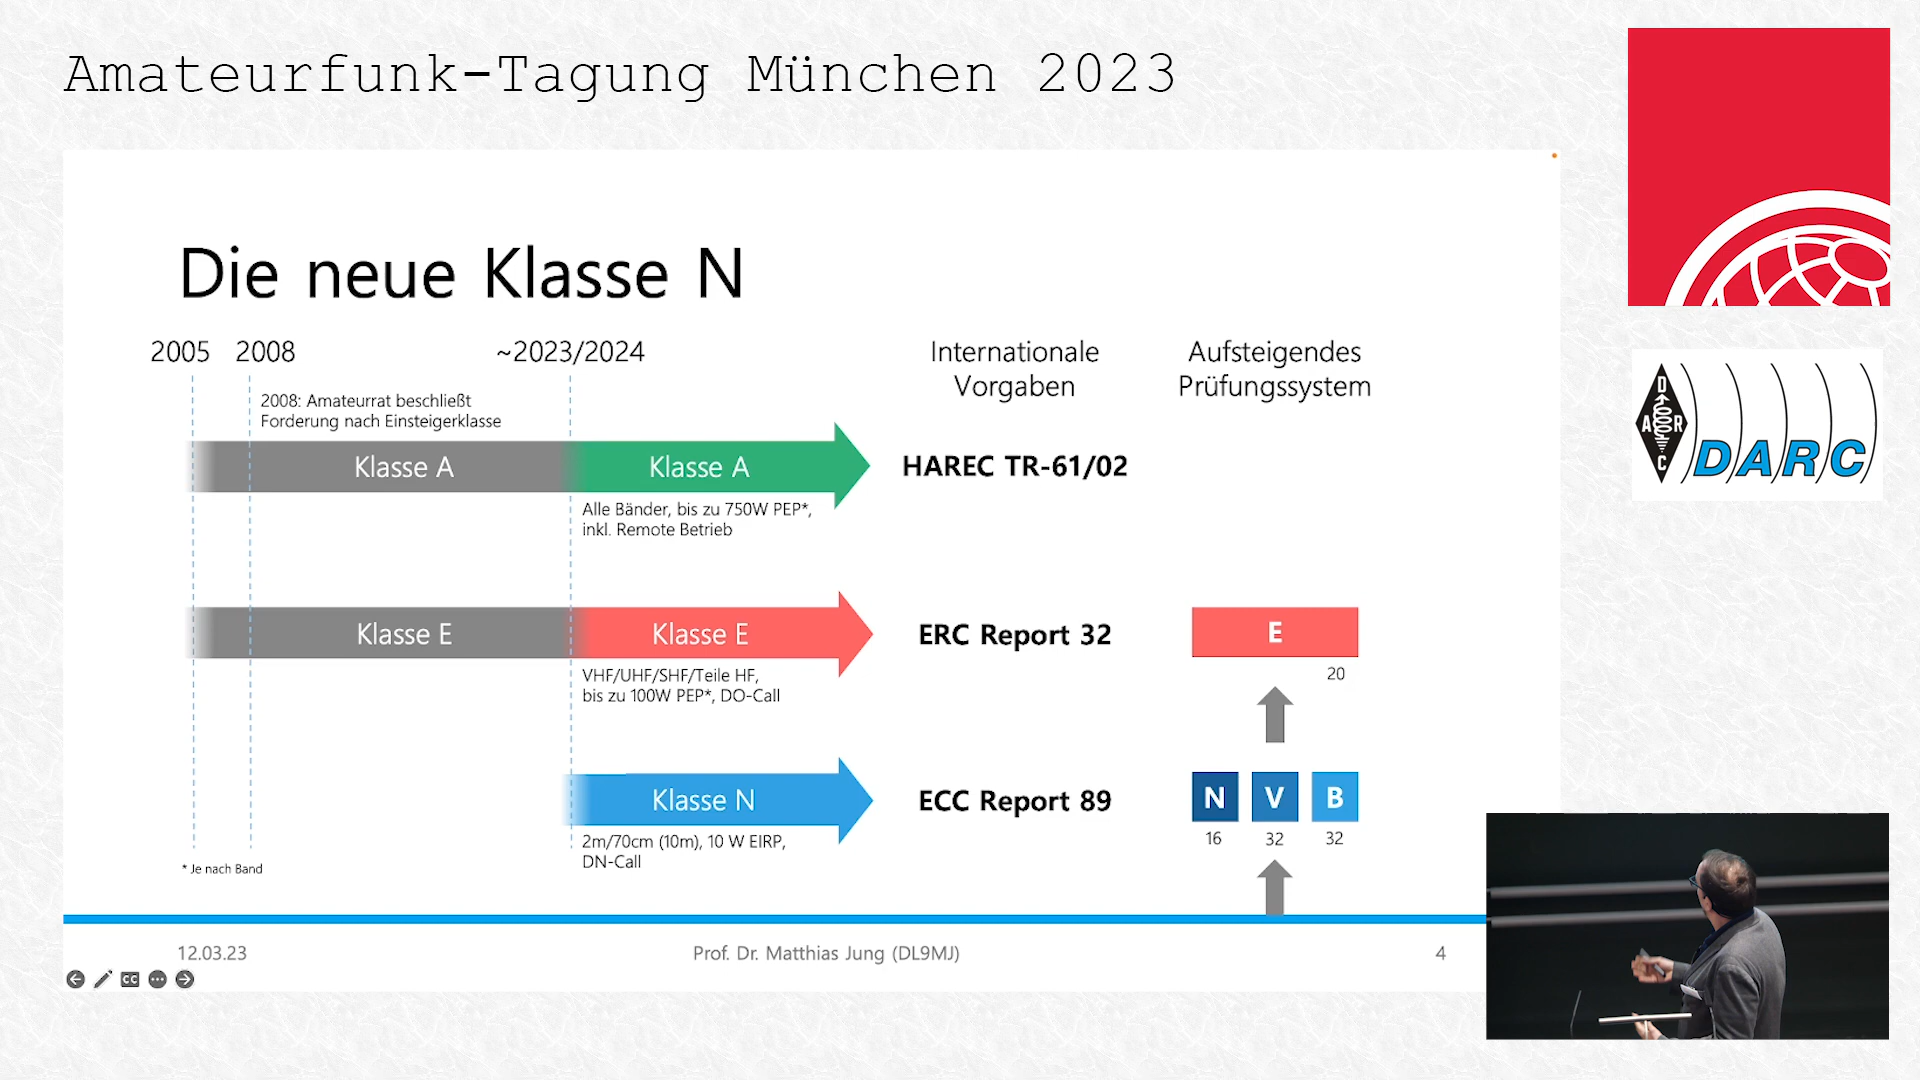 Amateurfunk-Tagung München 2023
Die neue Klasse N
2005 2008 ~2023/2024
Internationale
Vorgaben
Aufsteigendes
Prüfungssystem
2008: Amateurrat beschließt
Forderung nach Einsteigerklasse
Klasse A Klasse A HAREC TR-61/02
Alle Bänder, bis zu 750W PEP*,
inkl. Remote Betrieb
Klasse E Klasse E ERC Report 32 E
20
VHF/UHF/SHF/Teile HF,
bis zu 100W PEP*, DO-Call
Klasse N ECC Report 89 N V B
16 32 32
2m/70cm (10m), 10 W EIRP,
DN-Call
* Je nach Band
12.03.23 Prof. Dr. Matthias Jung (DL9MJ) 4
CC
D
A R
C
DARC